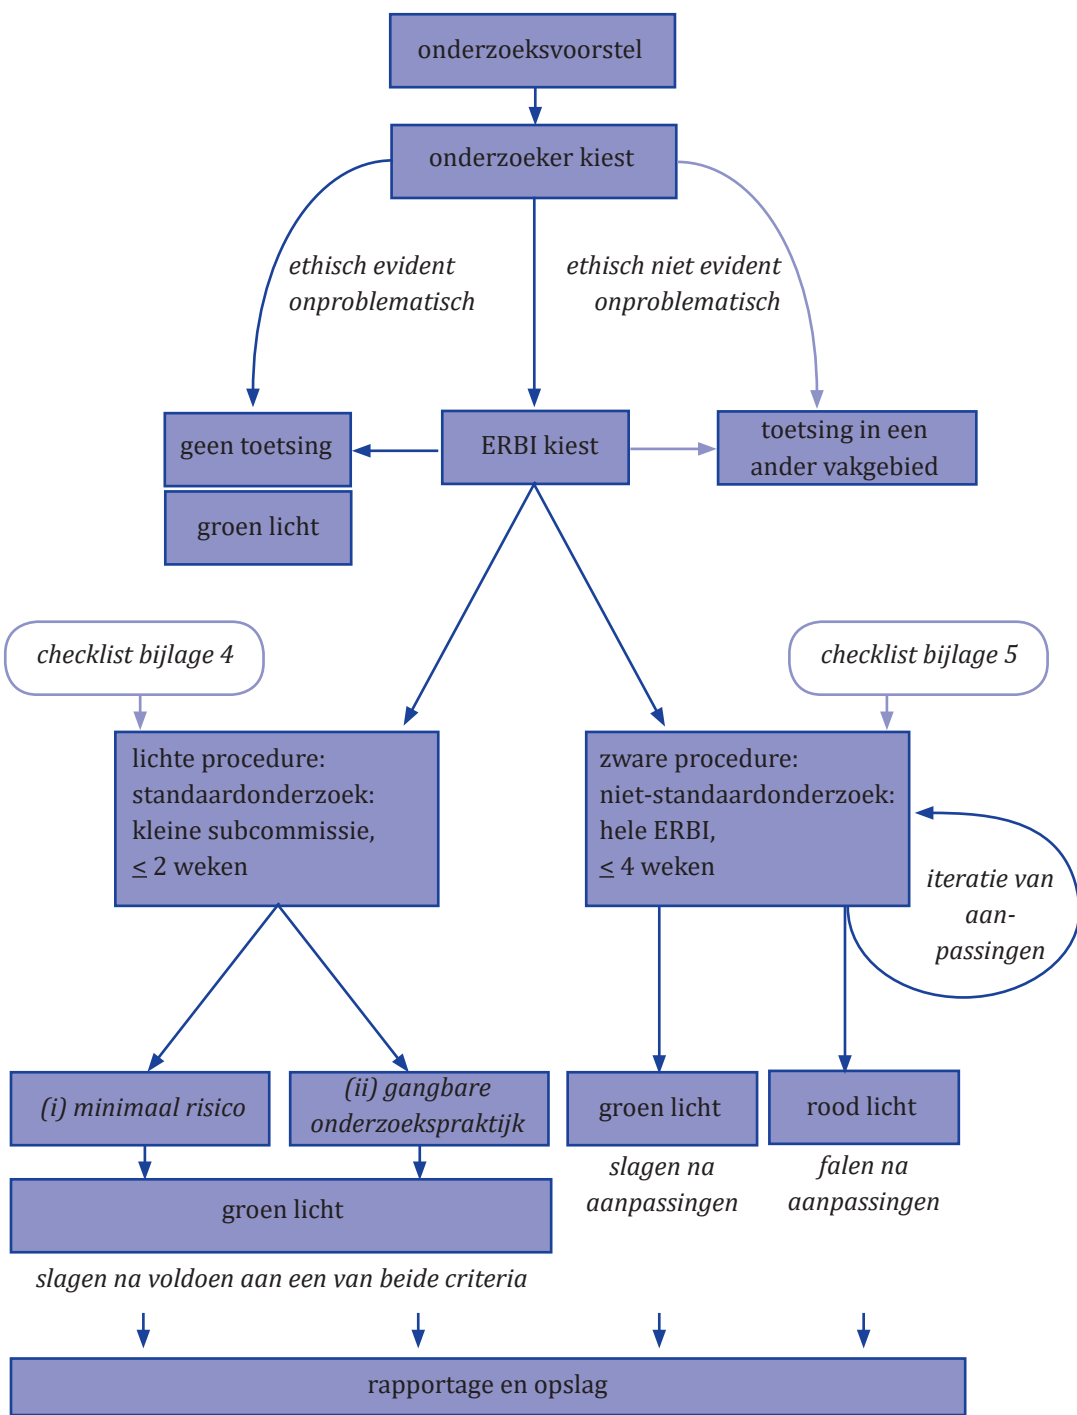 onderzoeksvoorstel
onderzoeker kiest
ethisch evident
onproblematisch
ethisch niet evident
onproblematisch
geen toetsing
ERBI kiest
toetsing in een
ander vakgebied
groen licht
checklist bijlage 4
checklist bijlage 5
lichte procedure:
standaardonderzoek:
kleine subcommissie,
≤ 2 weken
zware procedure:
niet-standaardonderzoek:
hele ERBI,
≤ 4 weken
iteratie van
aan-
passingen
(i) minimaal risico
(ii) gangbare
onderzoekspraktijk
groen licht
rood licht
slagen na
aanpassingen
falen na
aanpassingen
groen licht
slagen na voldoen aan een van beide criteria
rapportage en opslag